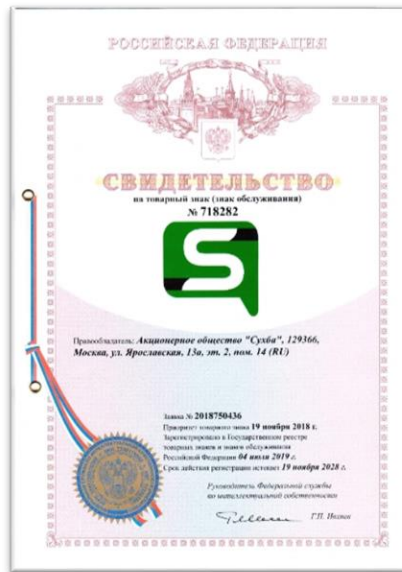 РОССИЙСКАЯ ФЕДЕРАЦИЯ
СВИДЕТЕЛЬСТВО
на товарный знак (знак обслуживания)
№ 718282
S
Правообладатель: Акционерное общество "Сухба", 129366,
Москва, ул. Ярославская, 13а, эт. 2, пом. 14 (RU)
Заявка № 2018750436
Приоритет товарного знака 19 ноября 2018 г.
Зарегистрировано в Государственном реестре
товарных знаков и знаков обслуживания
Российской Федерации 04 июля 2019 г.
Срок действия регистрации истекает 19 ноября 2028 г.
Руководитель Федеральной службы
по интеллектуальной собственности
Г.П. Ивлиев